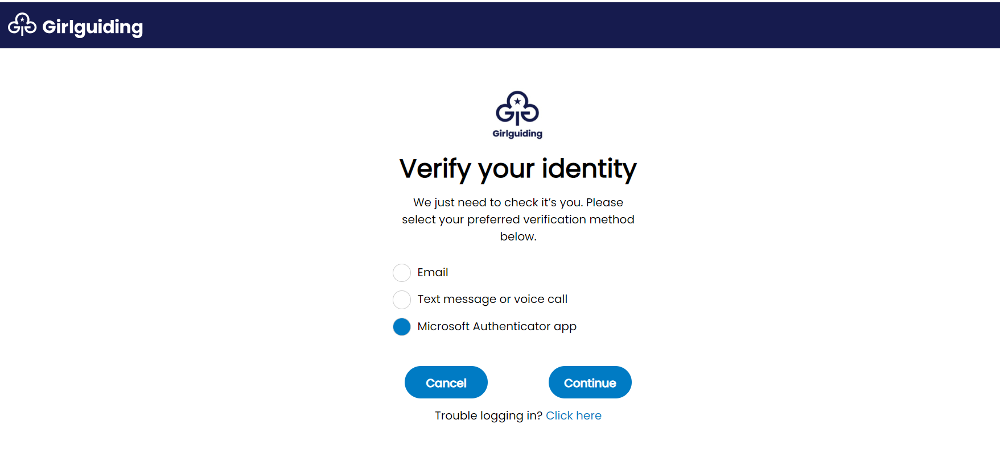 Girlguiding
Girlguiding
Verify your identity
We just need to check it’s you. Please
select your preferred verification method
below.
Email
Text message or voice call
Microsoft Authenticator app
Cancel
Continue
Trouble logging in? Click here